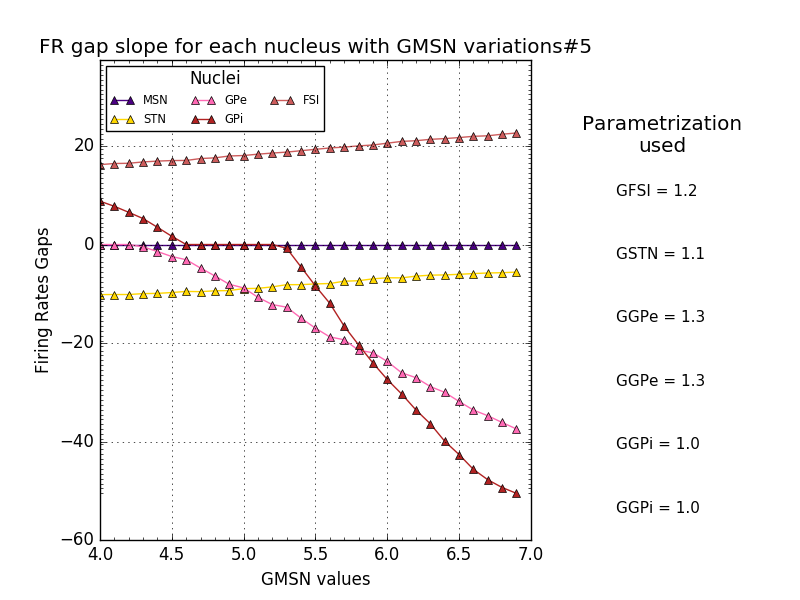 FR gap slope for each nucleus with GMSN variations#5
Nuclei
MSN GPe FSI
STN GPi
20
0
−20
−40
−60
Firing Rates Gaps
4.0 4.5 5.0 5.5 6.0 6.5 7.0
GMSN values
Parametrization
used
GFSI = 1.2
GSTN = 1.1
GGPe = 1.3
GGPe = 1.3
GGPi = 1.0
GGPi = 1.0